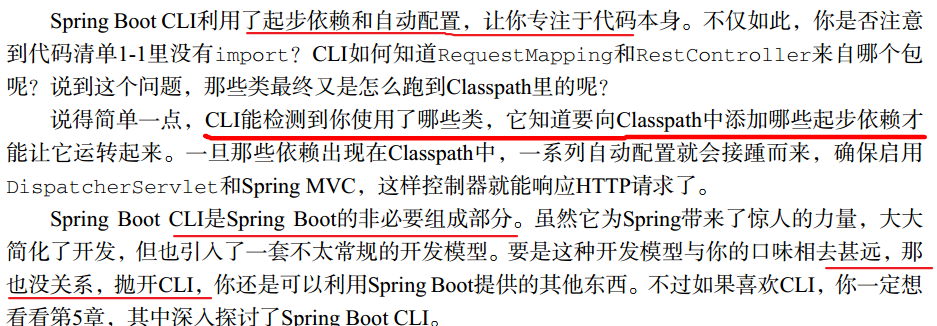 Spring Boot CLI利用了起步依赖和自动配置，让你专注于代码本身。不仅如此，你是否注意
到代码清单1-1里没有import？CLI如何知道RequestMapping和RestController来自哪个包
呢？说到这个问题，那些类最终又是怎么跑到Classpath里的呢？
说得简单一点，CLI能检测到你使用了哪些类，它知道要向Classpath中添加哪些起步依赖才
能让它运转起来。一旦那些依赖出现在Classpath中，一系列自动配置就会接踵而来，确保启用
DispatcherServlet和Spring MVC，这样控制器就能响应HTTP请求了。
Spring Boot CLI是Spring Boot的非必要组成部分。虽然它为Spring带来了惊人的力量，大大
简化了开发，但也引入了一套不太常规的开发模型。要是这种开发模型与你的口味相去甚远，那
也没关系，抛开CLI，你还是可以利用Spring Boot提供的其他东西。不过如果喜欢CLI，你一定想
看看第5章，其中深入探讨了Spring Boot CLI。